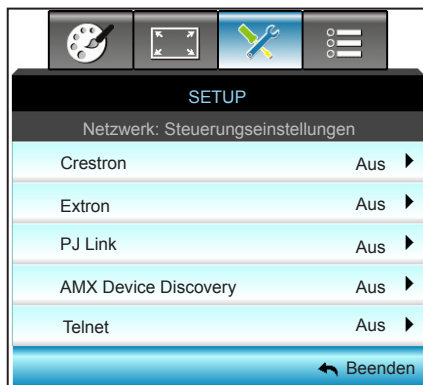 SETUP
Netzwerk: Steuerungseinstellungen
Crestron Aus
Extron Aus
PJ Link Aus
AMX Device Discovery Aus
Telnet Aus
Beenden